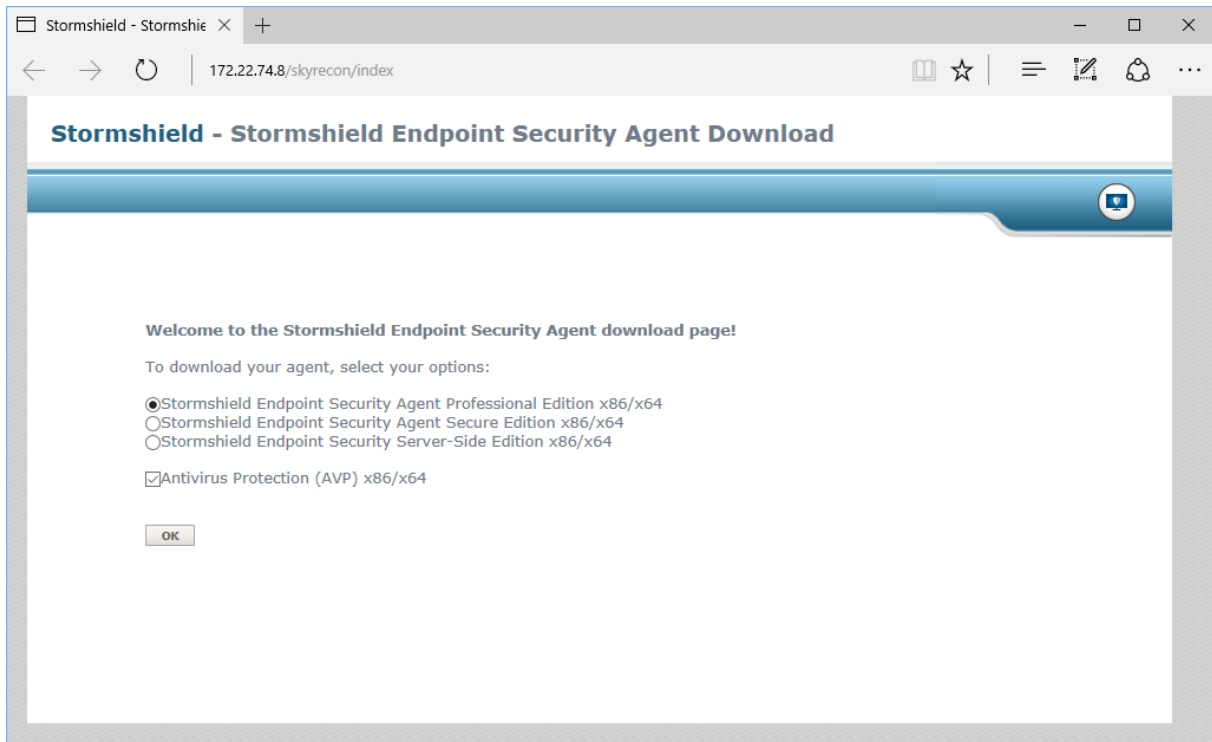 Stormshield - Stormshie
172.22.74.8/skyrecon/index
Stormshield - Stormshield Endpoint Security Agent Download
Welcome to the Stormshield Endpoint Security Agent download page!
To download your agent, select your options:
Stormshield Endpoint Security Agent Professional Edition x86/x64
Stormshield Endpoint Security Agent Secure Edition x86/x64
Stormshield Endpoint Security Server-Side Edition x86/x64
Antivirus Protection (AVP) x86/x64
OK